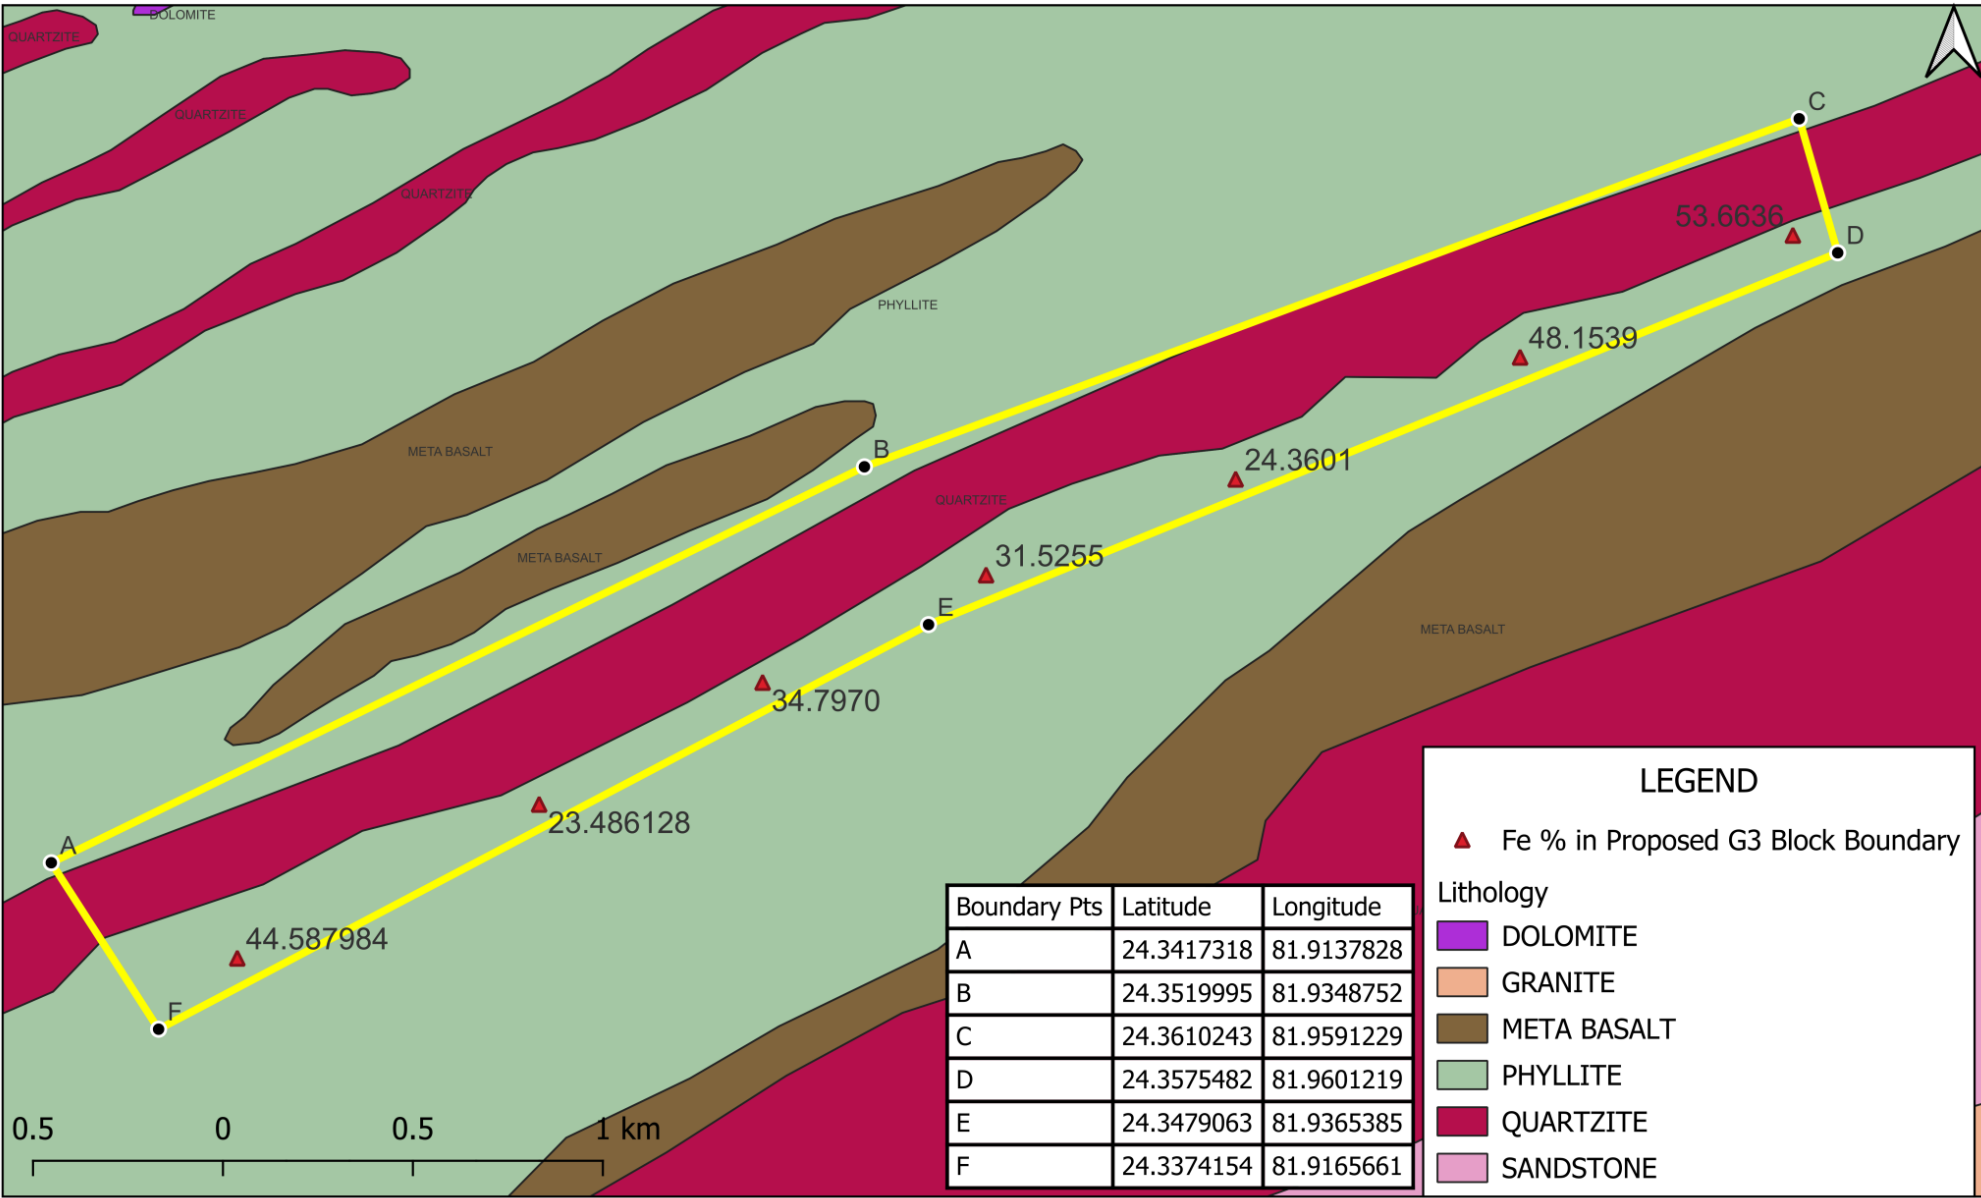 DOLOMITE
QUARTZITE
QUARTZITE
C
QUARTZITE
53.6636
D
PHYLLITE
48.1539
META BASALT
B
24.3601
QUARTZITE
META BASALT
31.5255
E
META BASALT
34.7970
23.486128
A
44.587984
F
0.5 0 0.5 1 km
Boundary Pts Latitude Longitude
A 24.3417318 81.9137828
B 24.3519995 81.9348752
C 24.3610243 81.9591229
D 24.3575482 81.9601219
E 24.3479063 81.9365385
F 24.3374154 81.9165661
LEGEND
Fe % in Proposed G3 Block Boundary
Lithology
DOLOMITE
GRANITE
META BASALT
PHYLLITE
QUARTZITE
SANDSTONE